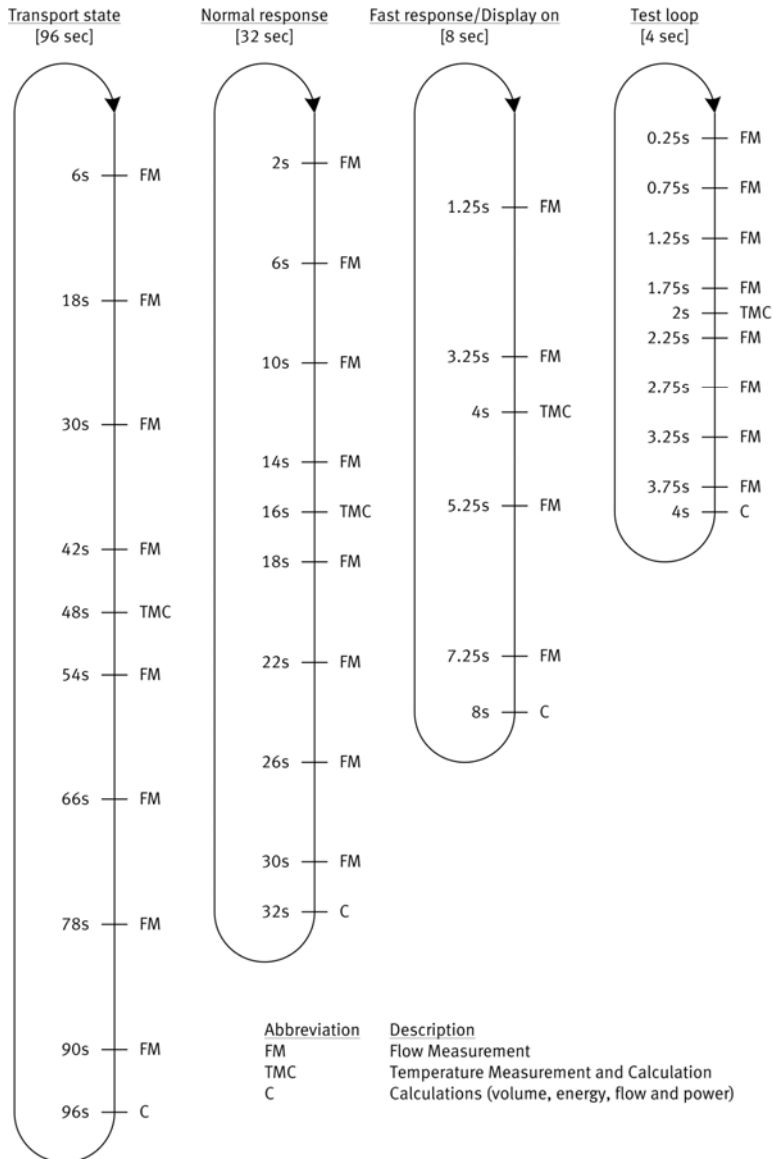 Transport state
[96 sec]
6s FM
18s FM
30s FM
42s FM
48s TMC
54s FM
66s FM
78s FM
90s FM
96s C
Normal response
[32 sec]
2s FM
6s FM
10s FM
14s FM
16s TMC
18s FM
22s FM
26s FM
30s FM
32s C
Fast response/Display on
[8 sec]
1.25s FM
3.25s FM
4s TMC
5.25s FM
7.25s FM
8s C
Test loop
[4 sec]
0.25s FM
0.75s FM
1.25s FM
1.75s FM
2s TMC
2.25s FM
2.75s FM
3.25s FM
3.75s FM
4s C
Abbreviation Description
FM Flow Measurement
TMC Temperature Measurement and Calculation
C Calculations (volume, energy, flow and power)